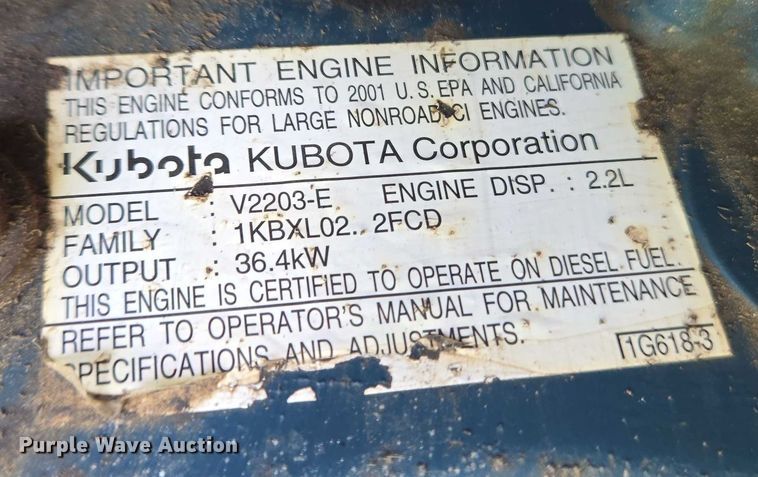 IMPORTANT ENGINE INFORMATION
THIS ENGINE CONFORMS TO 2001 U.S. EPA AND CALIFORNIA
REGULATIONS FOR LARGE NONROAD CI ENGINES.
Kubota KUBOTA Corporation
MODEL : V2203-E ENGINE DISP. : 2.2L
FAMILY : 1KBXL02. 2FCD
OUTPUT : 36.4kW
THIS ENGINE IS CERTIFIED TO OPERATE ON DIESEL FUEL.
REFER TO OPERATOR'S MANUAL FOR MAINTENANCE
SPECIFICATIONS AND ADJUSTMENTS.
1G618-3
Purple Wave Auction